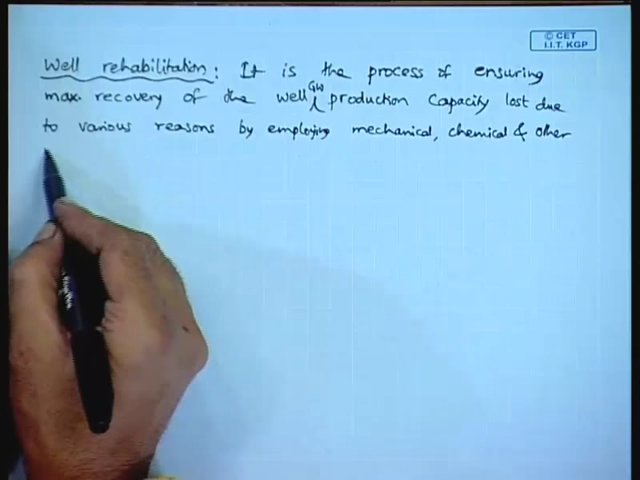 © CET
I.I.T. KGP
Well rehabilitation: It is the process of ensuring
max. recovery of the well GW production capacity lost due
to various reasons by employing mechanical, chemical & other